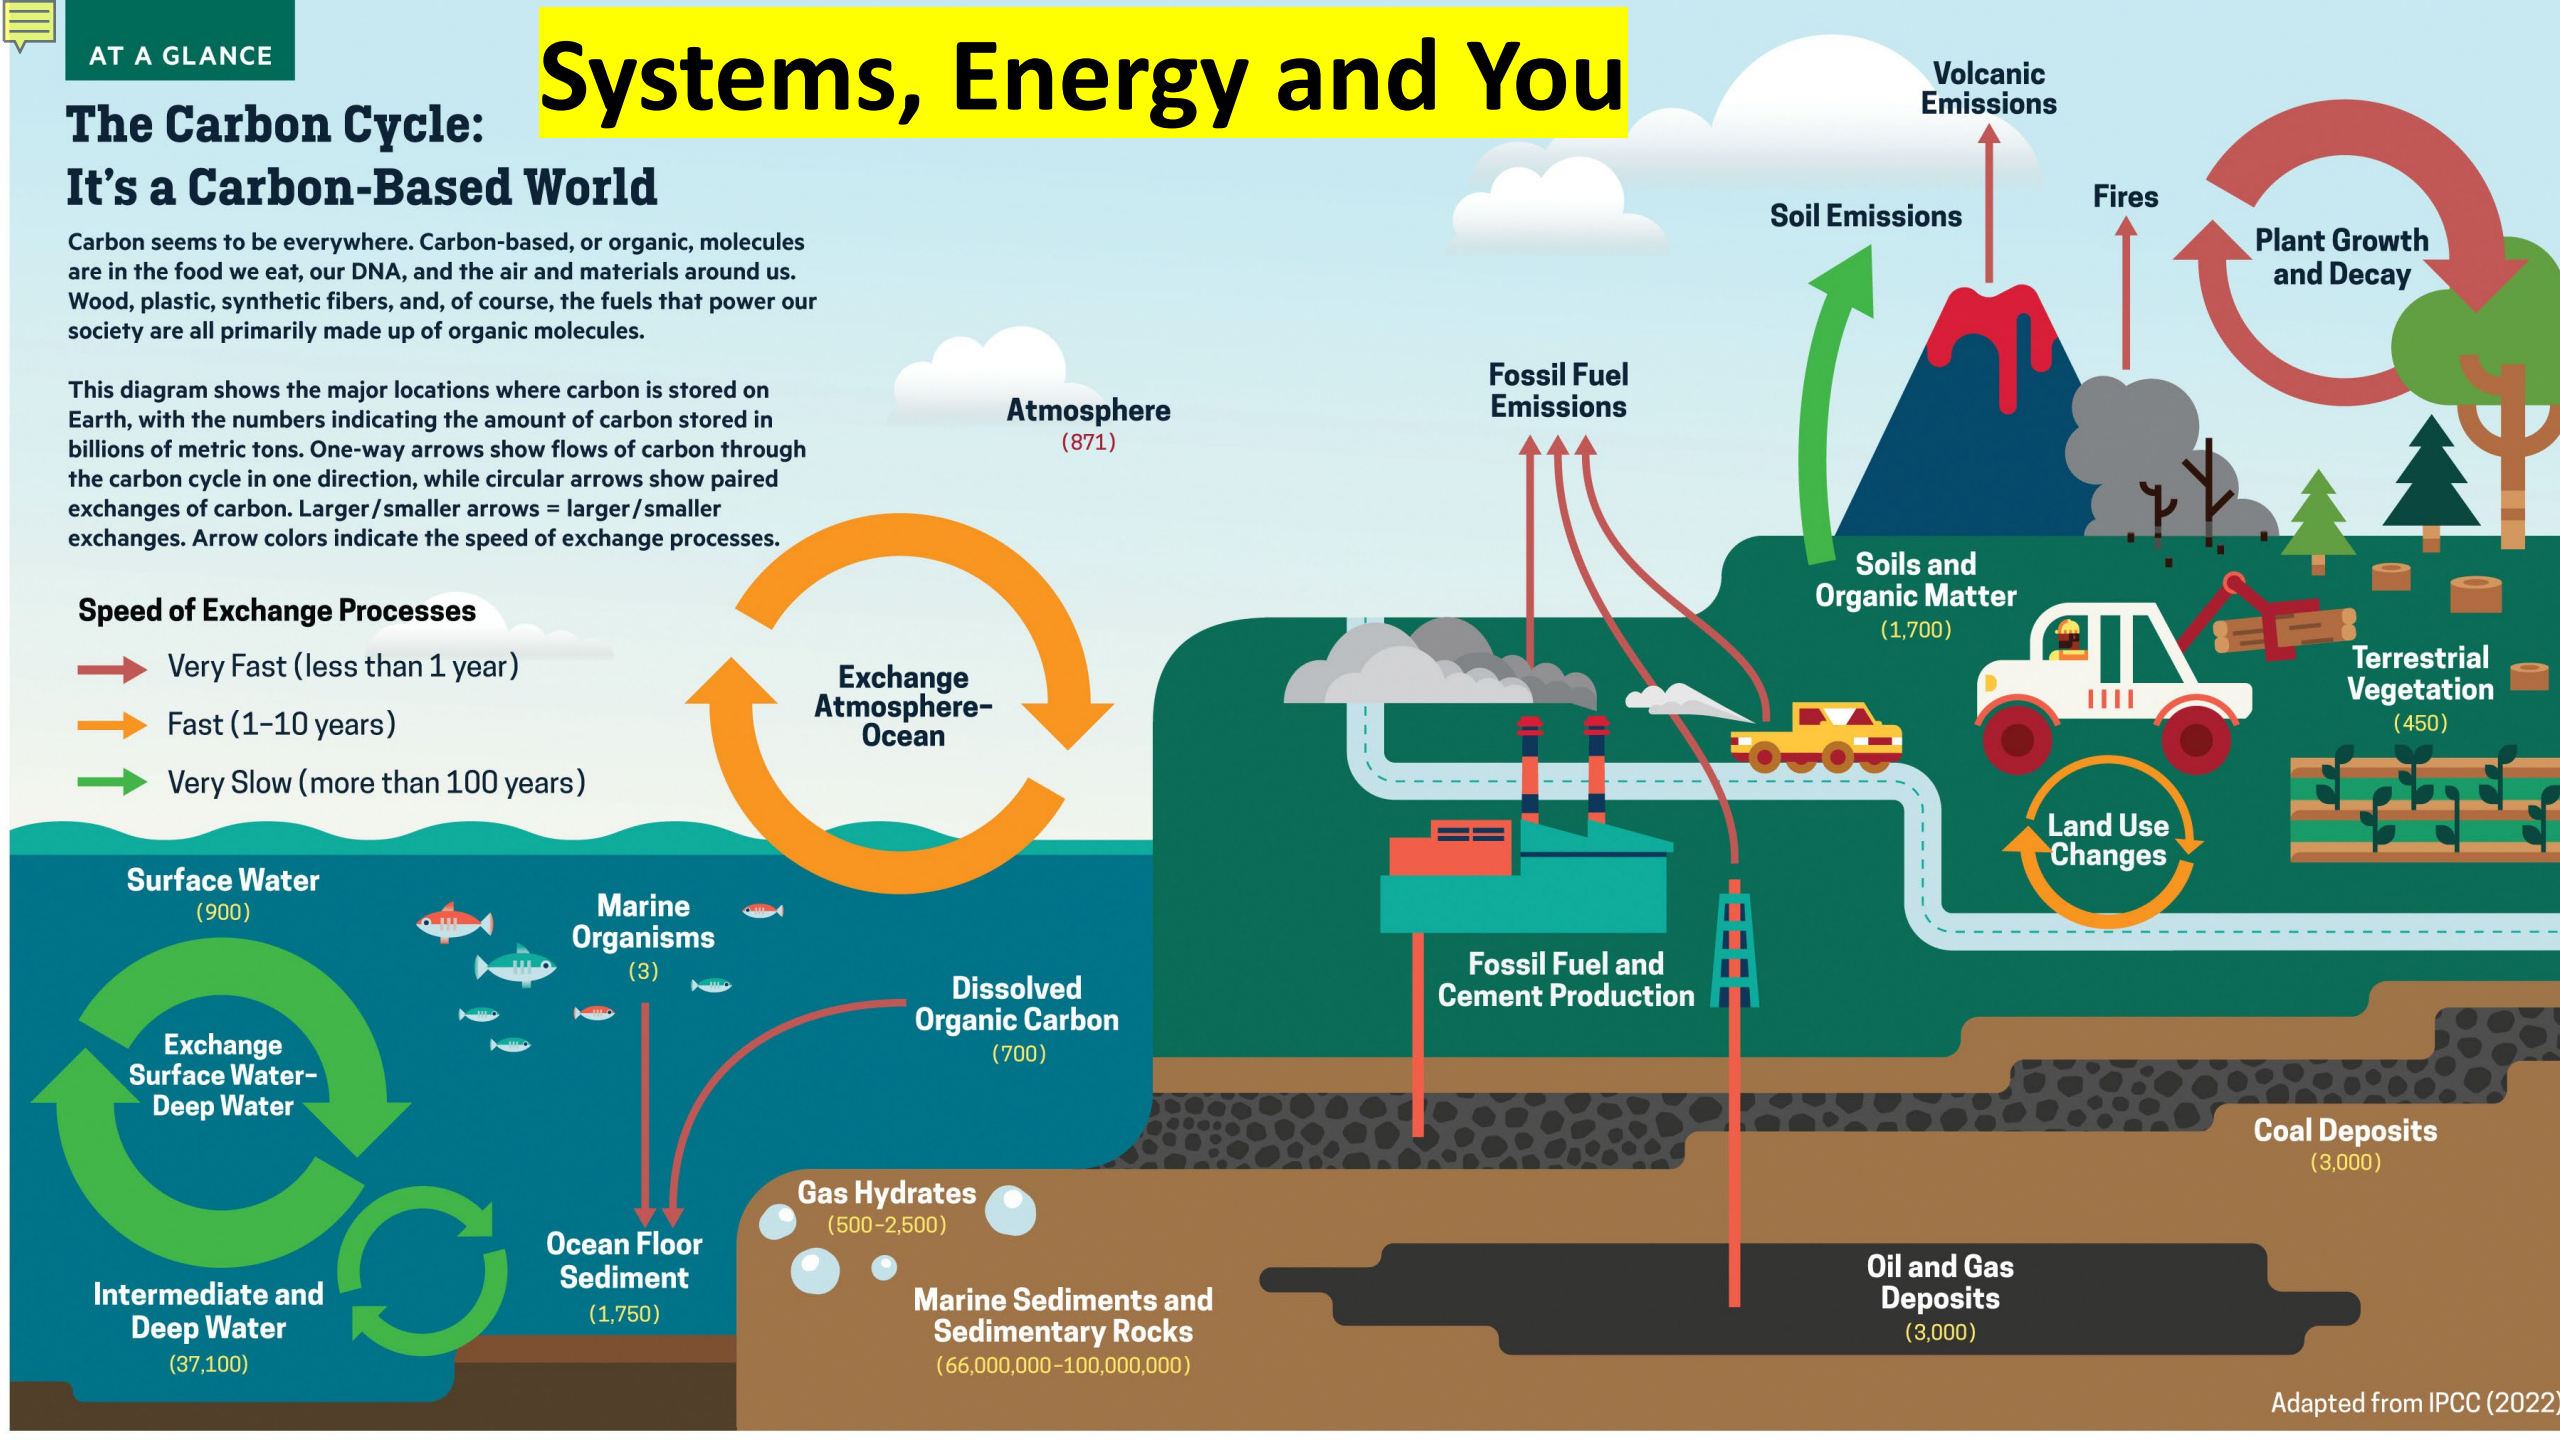 AT A GLANCE
Systems, Energy and You
The Carbon Cycle:
It's a Carbon-Based World
Carbon seems to be everywhere. Carbon-based, or organic, molecules
are in the food we eat, our DNA, and the air and materials around us.
Wood, plastic, synthetic fibers, and, of course, the fuels that power our
society are all primarily made up of organic molecules.
This diagram shows the major locations where carbon is stored on
Earth, with the numbers indicating the amount of carbon stored in
billions of metric tons. One-way arrows show flows of carbon through
the carbon cycle in one direction, while circular arrows show paired
exchanges of carbon. Larger/smaller arrows = larger/smaller
exchanges. Arrow colors indicate the speed of exchange processes.
Speed of Exchange Processes
Very Fast (less than 1 year)
Fast (1–10 years)
Very Slow (more than 100 years)
Atmosphere
(871)
Exchange
Atmosphere–
Ocean
Fossil Fuel
Emissions
Soil Emissions
Volcanic
Emissions
Fires
Plant Growth
and Decay
Soils and
Organic Matter
(1,700)
Terrestrial
Vegetation
(450)
Land Use
Changes
Fossil Fuel and
Cement Production
Surface Water
(900)
Exchange
Surface Water–
Deep Water
Intermediate and
Deep Water
(37,100)
Marine
Organisms
(3)
Dissolved
Organic Carbon
(700)
Ocean Floor
Sediment
(1,750)
Gas Hydrates
(500–2,500)
Marine Sediments and
Sedimentary Rocks
(66,000,000–100,000,000)
Coal Deposits
(3,000)
Oil and Gas
Deposits
(3,000)
Adapted from IPCC (2022)